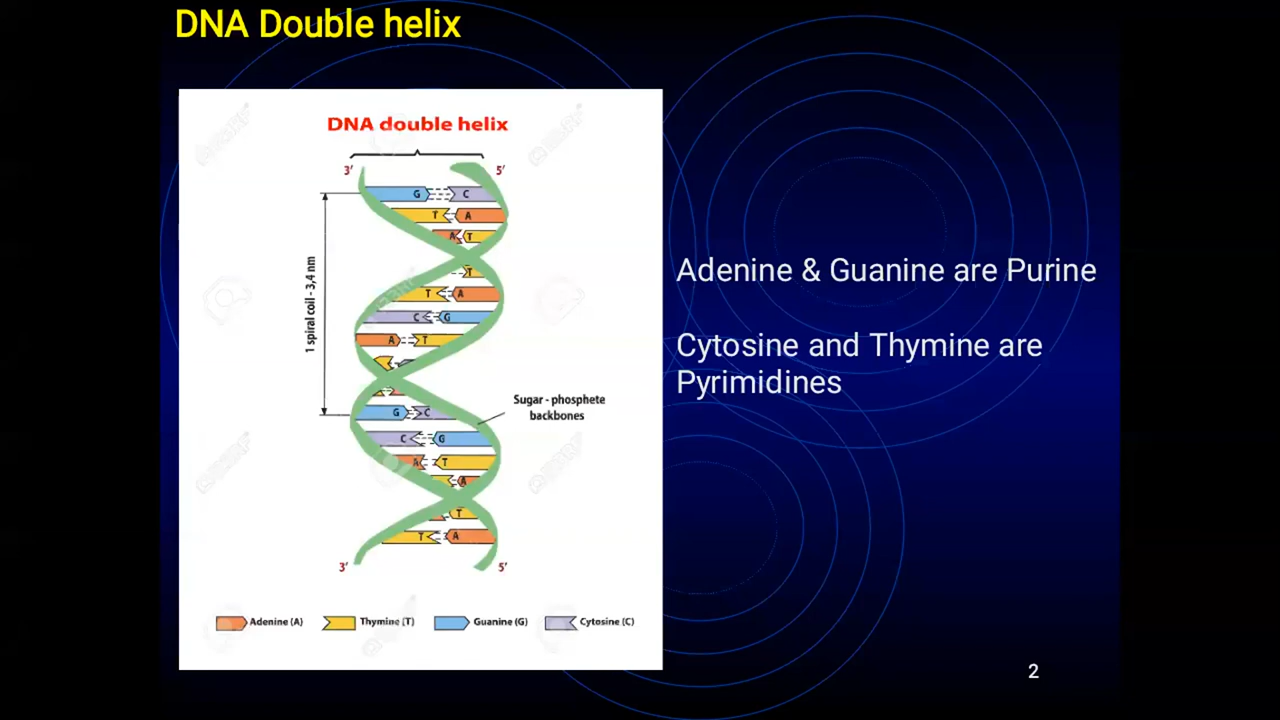 DNA Double helix
DNA double helix
3’ 5’
G C
T A
A T
T
T A
C G
A T
1 spiral coil - 3,4 nm
G C
C G
A T
A
T
T A
Sugar - phosphete
backbones
3’ 5’
Adenine (A) Thymine (T) Guanine (G) Cytosine (C)
Adenine & Guanine are Purine
Cytosine and Thymine are
Pyrimidines
2